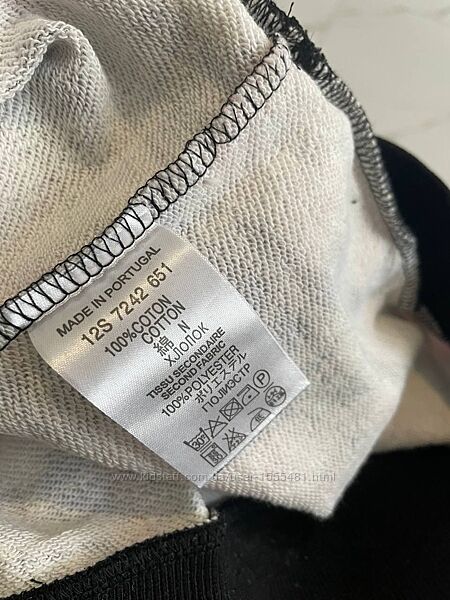 MADE IN PORTUGAL
12S 7242 651
100%COTON
COTTON
綿 N
ХЛОПОК
TISSU SECONDAIRE
SECOND FABRIC
100%POLYESTER
ポリエステル
ПОЛИЭСТР
30°
P